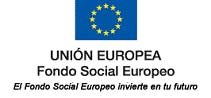 UNIÓN EUROPEA
Fondo Social Europeo
El Fondo Social Europeo invierte en tu futuro